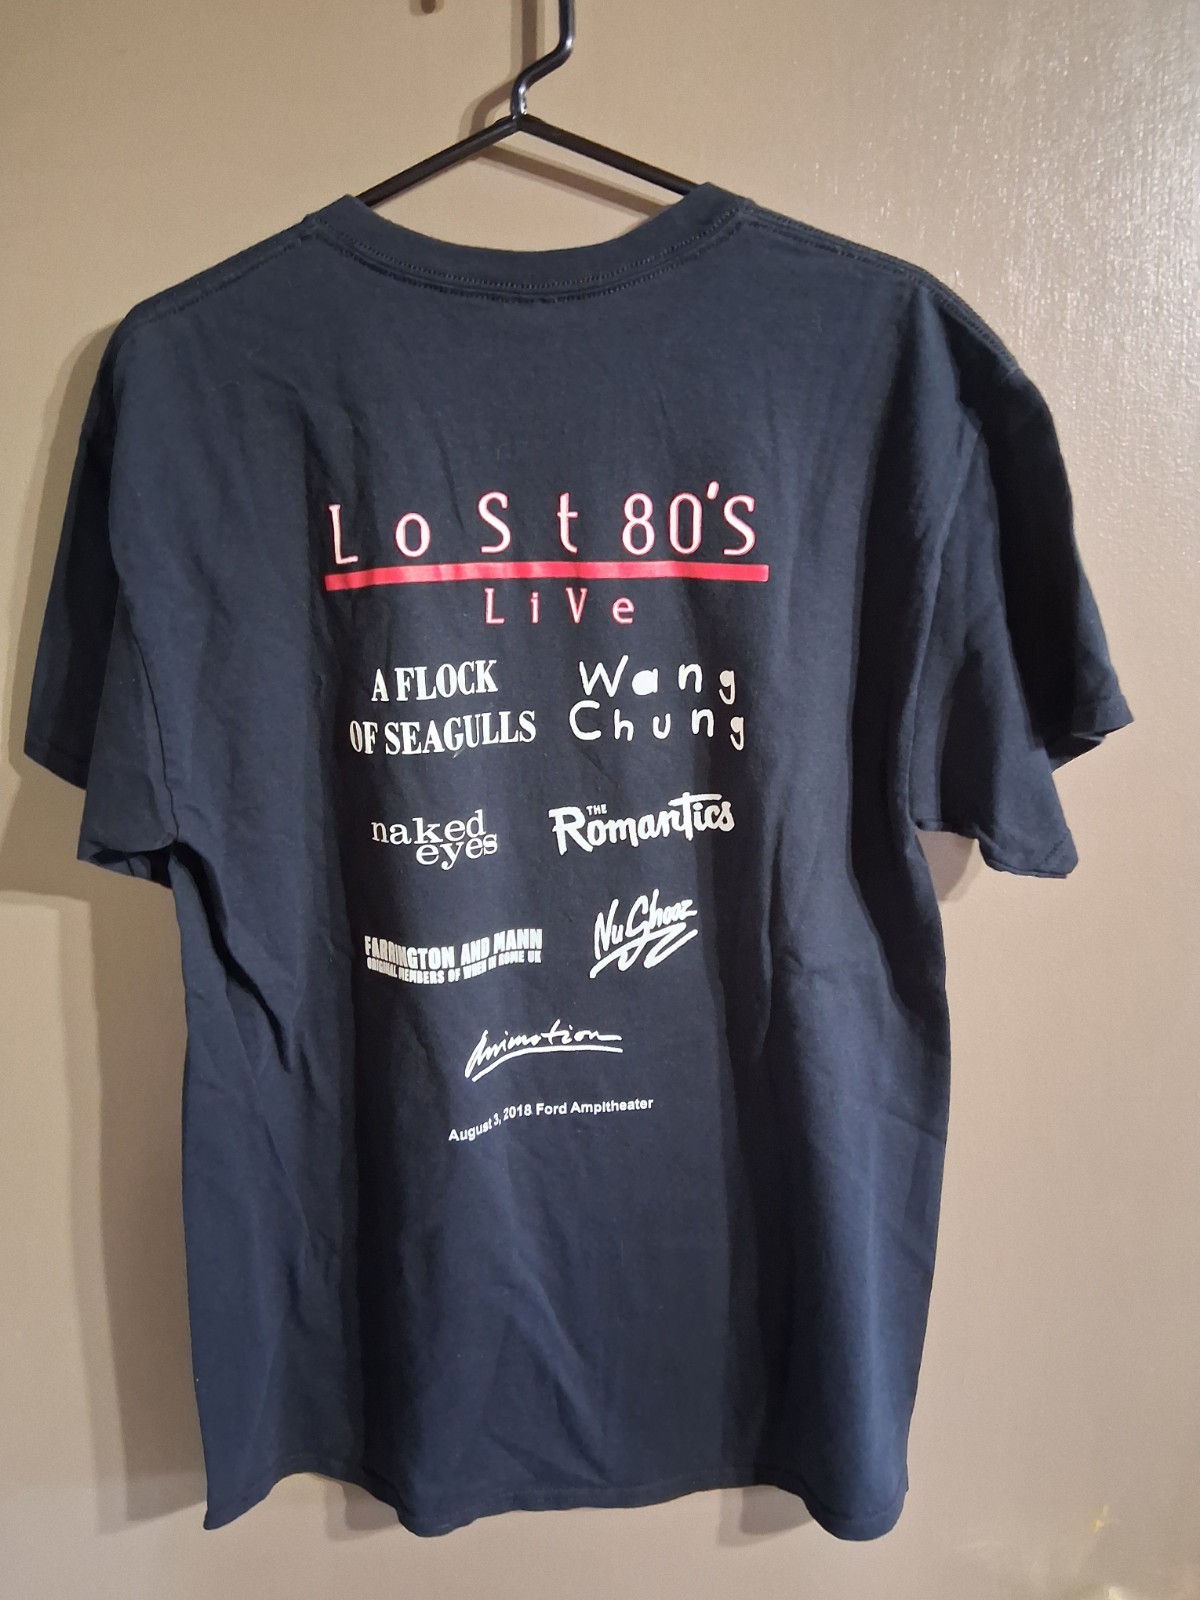 LoSt 80'S
LiVe
A FLOCK
OF SEAGULLS
Wang
Chung
naked
eyes
THE
Romantics
FARRINGTON AND MANN
ORIGINAL MEMBERS OF WHEN IN ROME UK
Nu Shooz
Animotion
August 3, 2018 Ford Ampitheater